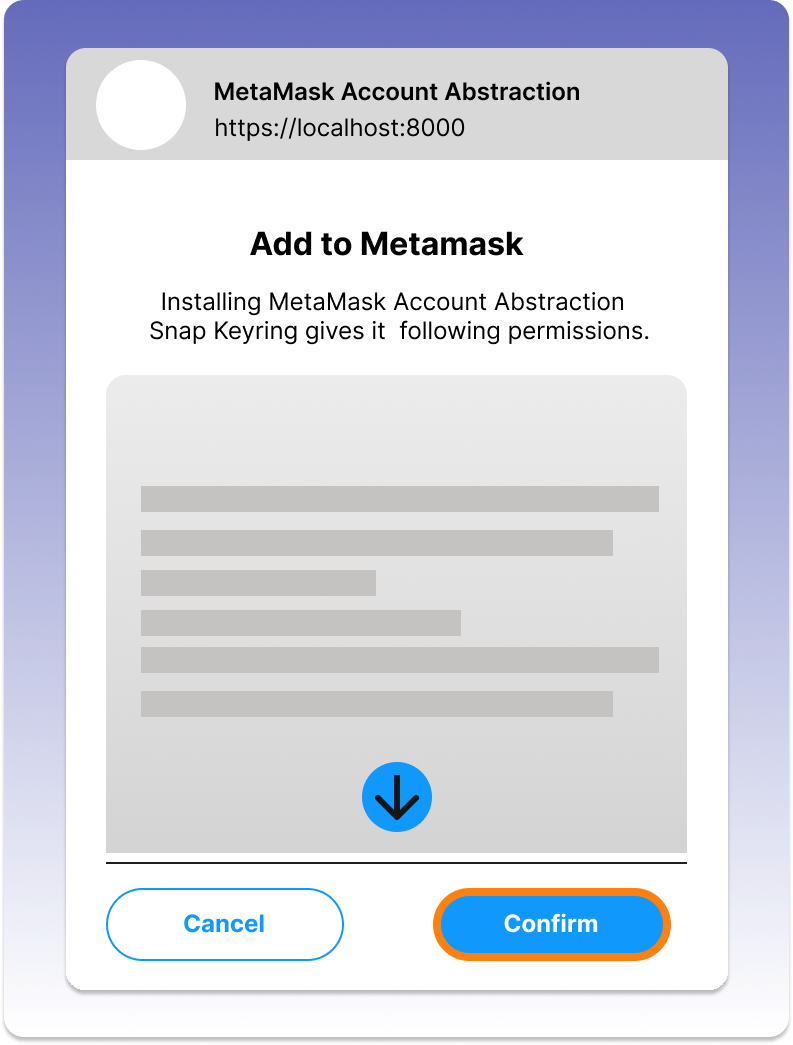 MetaMask Account Abstraction
https://localhost:8000
Add to Metamask
Installing MetaMask Account Abstraction
Snap Keyring gives it  following permissions.
Cancel
Confirm